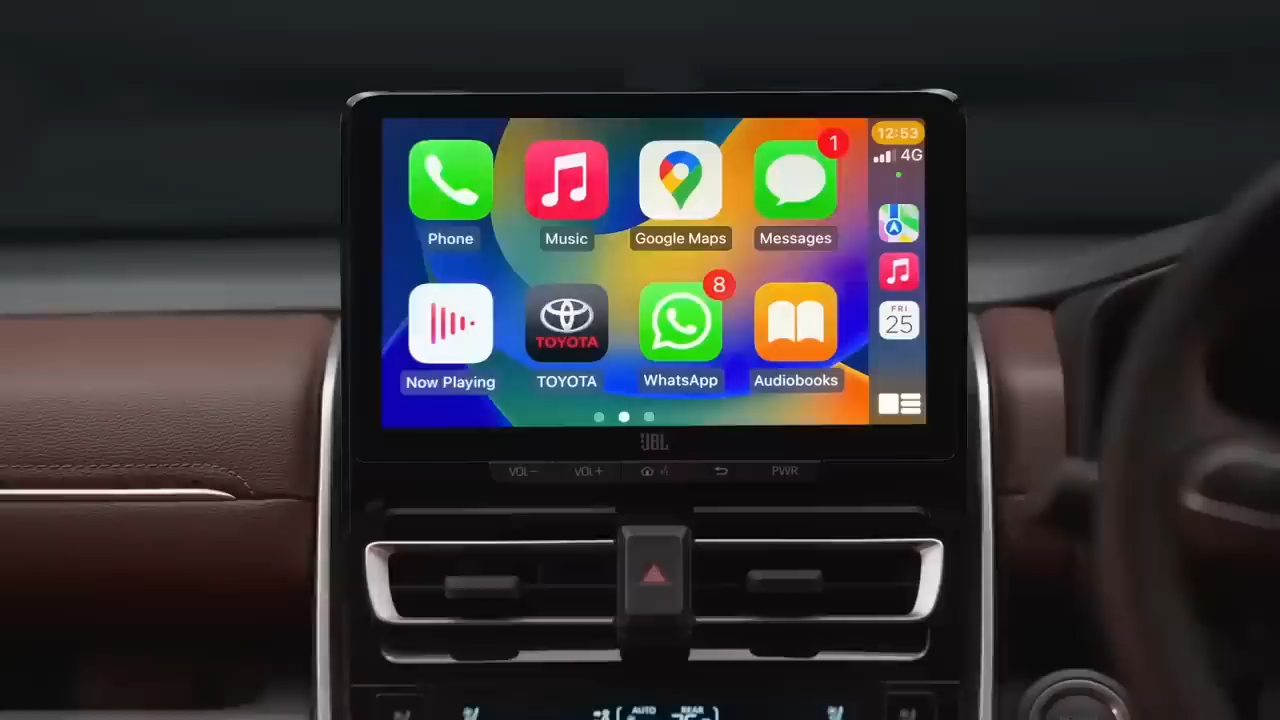 12:53
4G
1
Phone
Music
Google Maps
Messages
8
FRI
25
TOYOTA
Now Playing
TOYOTA
WhatsApp
Audiobooks
JBL
VOL−
VOL+
PWR
AUTO
REAR